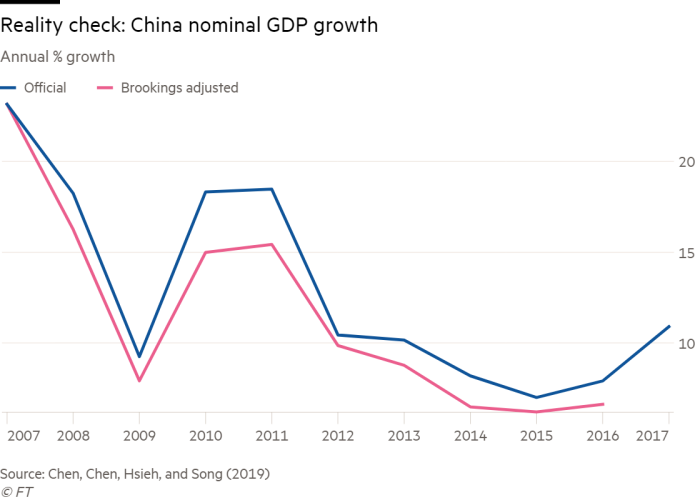 Reality check: China nominal GDP growth
Annual % growth
Official Brookings adjusted
20
15
10
2007 2008 2009 2010 2011 2012 2013 2014 2015 2016 2017
Source: Chen, Chen, Hsieh, and Song (2019)
© FT